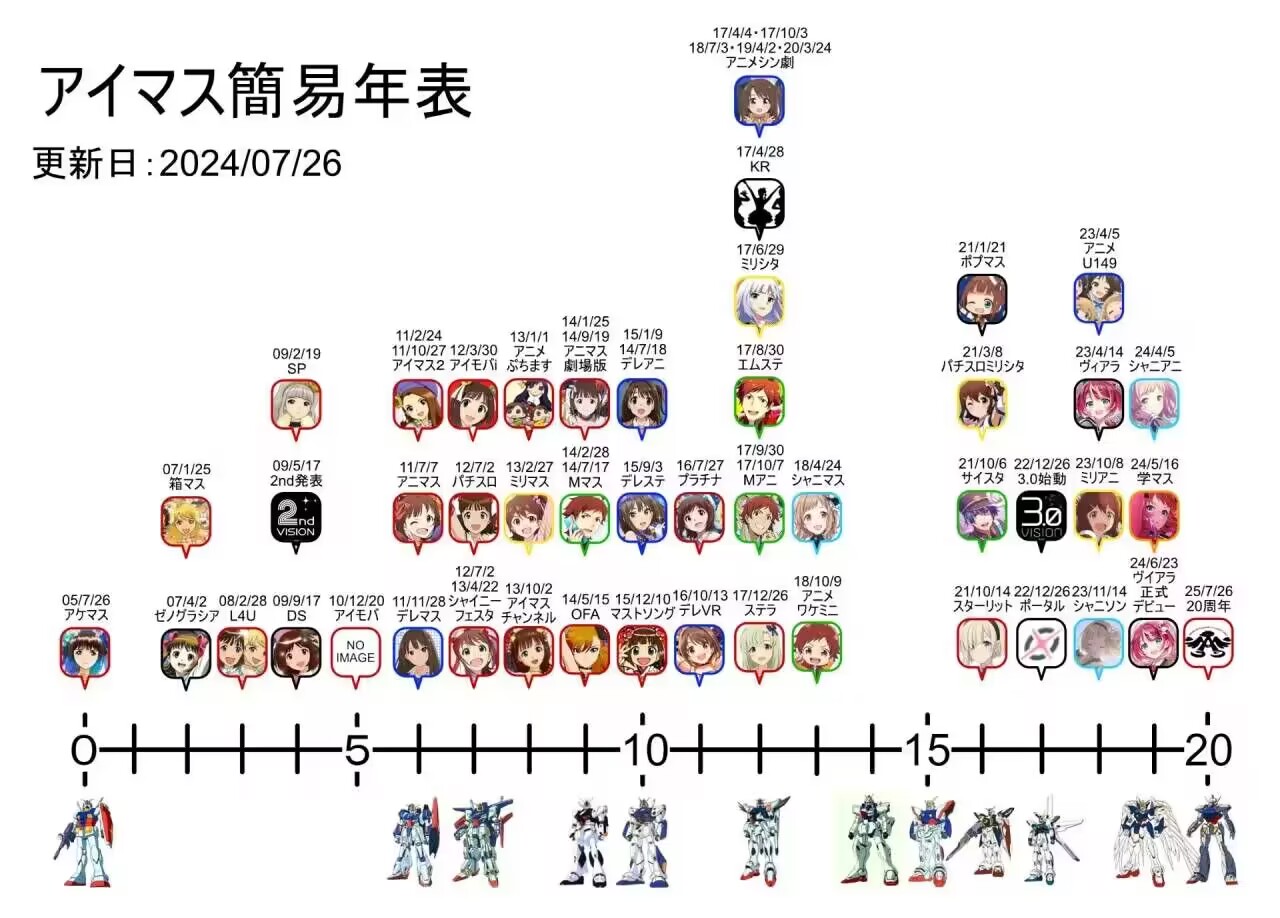 アイマス簡易年表
更新日:2024/07/26
17/4/4・17/10/3
18/7/3・19/4/2・20/3/24
アニメシン劇
17/4/28
KR
17/6/29
ミリシタ
21/1/21
ポプマス
23/4/5
アニメ
U149
09/2/19
SP
11/2/24
11/10/27
アイマス2
12/3/30
アイモバi
13/1/1
アニメ
ぷちます
14/1/25
14/9/19
アニマス
劇場版
15/1/9
14/7/18
デレアニ
17/8/30
エムステ
21/3/8
パチスロミリシタ
23/4/14
ヴィアラ
24/4/5
シャニアニ
07/1/25
箱マス
09/5/17
2nd発表
2nd
VISION
11/7/7
アニマス
12/7/2
パチスロ
13/2/27
ミリマス
14/2/28
14/7/17
Mマス
15/9/3
デレステ
16/7/27
プラチナ
17/9/30
17/10/7
Mアニ
18/4/24
シャニマス
21/10/6
サイスタ
22/12/26
3.0始動
3.0
VISION
23/10/8
ミリアニ
24/5/16
学マス
05/7/26
アケマス
07/4/2
ゼノグラシア
08/2/28
L4U
09/9/17
DS
10/12/20
アイモバ
NO
IMAGE
11/11/28
デレマス
12/7/2
13/4/22
シャイニー
フェスタ
13/10/2
アイマス
チャンネル
14/5/15
OFA
15/12/10
マストソング
16/10/13
デレVR
17/12/26
ステラ
18/10/9
アニメ
ワケミニ
21/10/14
スターリット
22/12/26
ポータル
23/11/14
シャニソン
24/6/23
ヴイアラ
正式
デビュー
25/7/26
20周年
0
5
10
15
20